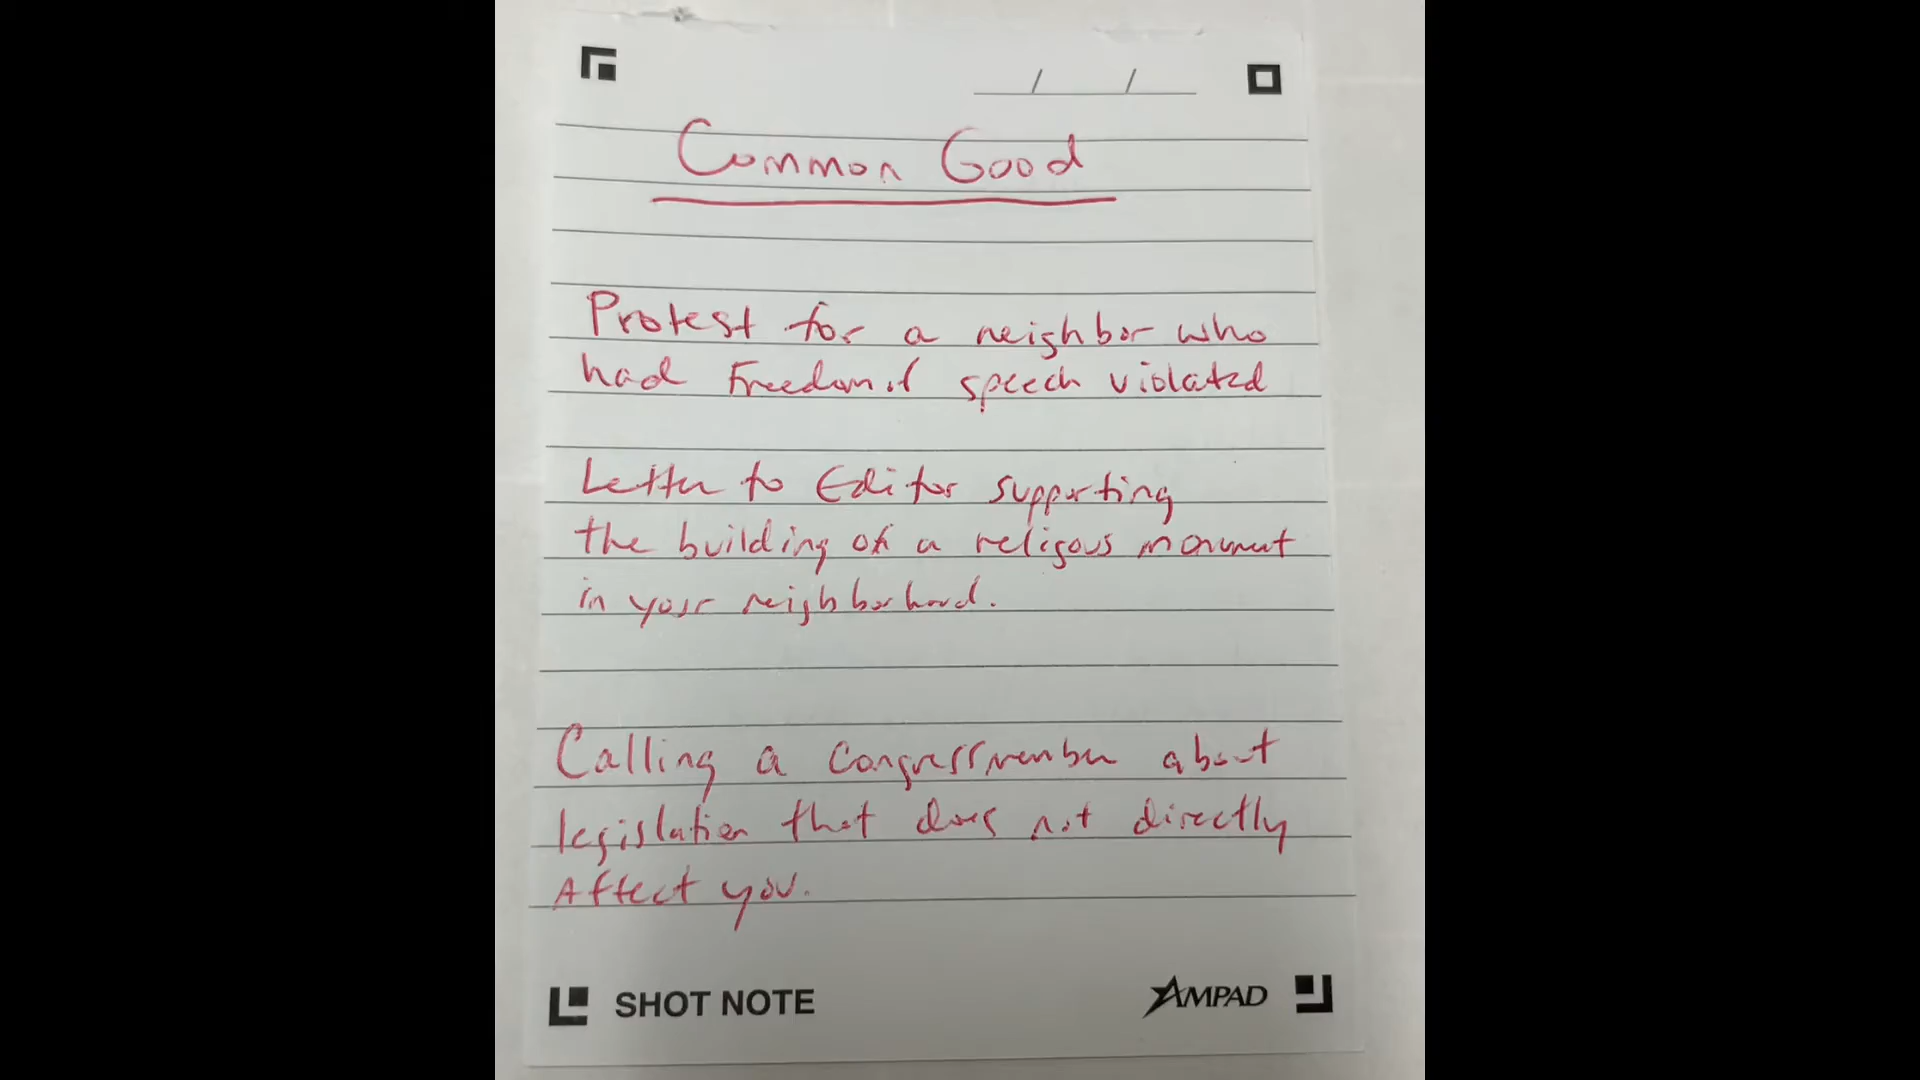 / /
Common Good
Protest for a neighbor who
had Freedom of speech violated
Letter to Editor supporting
the building of a religous monument
in your neighborhood.
Calling a Congressmember about
legislation that does not directly
Affect you.
SHOT NOTE AMPAD